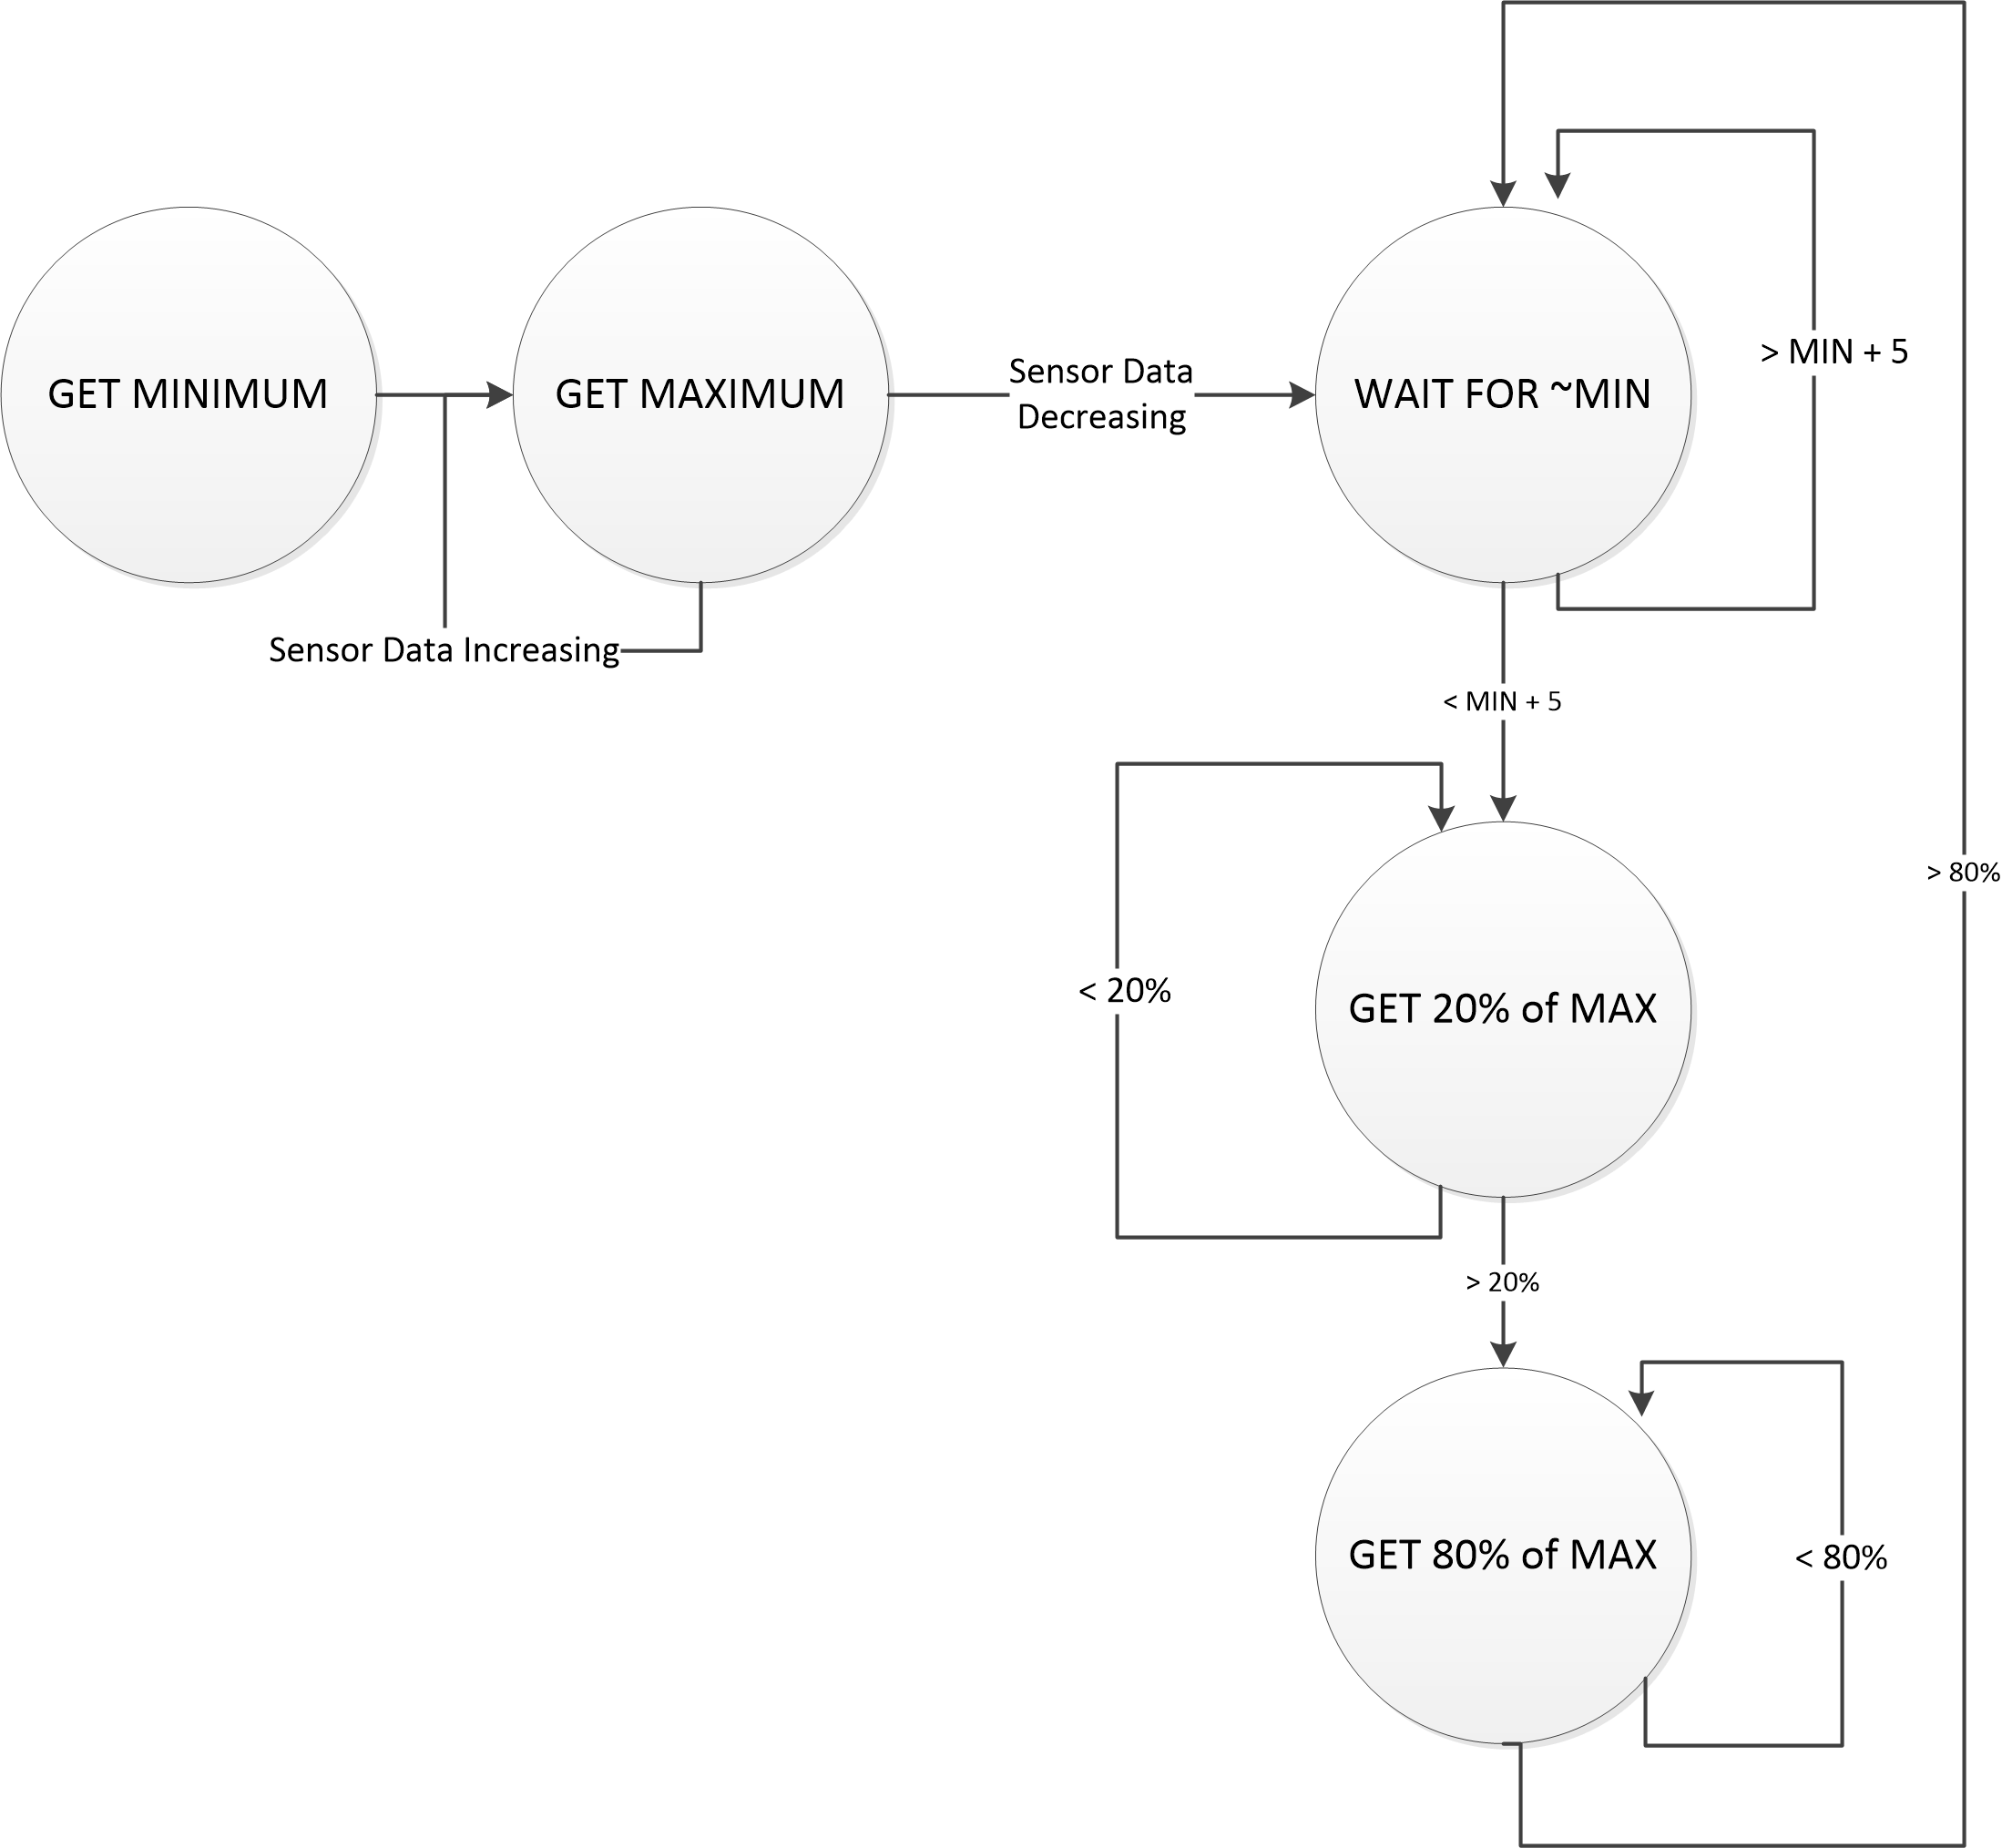 GET MINIMUM
GET MAXIMUM
Sensor Data
Decreasing
WAIT FOR ~MIN
> MIN + 5
Sensor Data Increasing
< MIN + 5
> 80%
< 20%
GET 20% of MAX
> 20%
GET 80% of MAX
< 80%